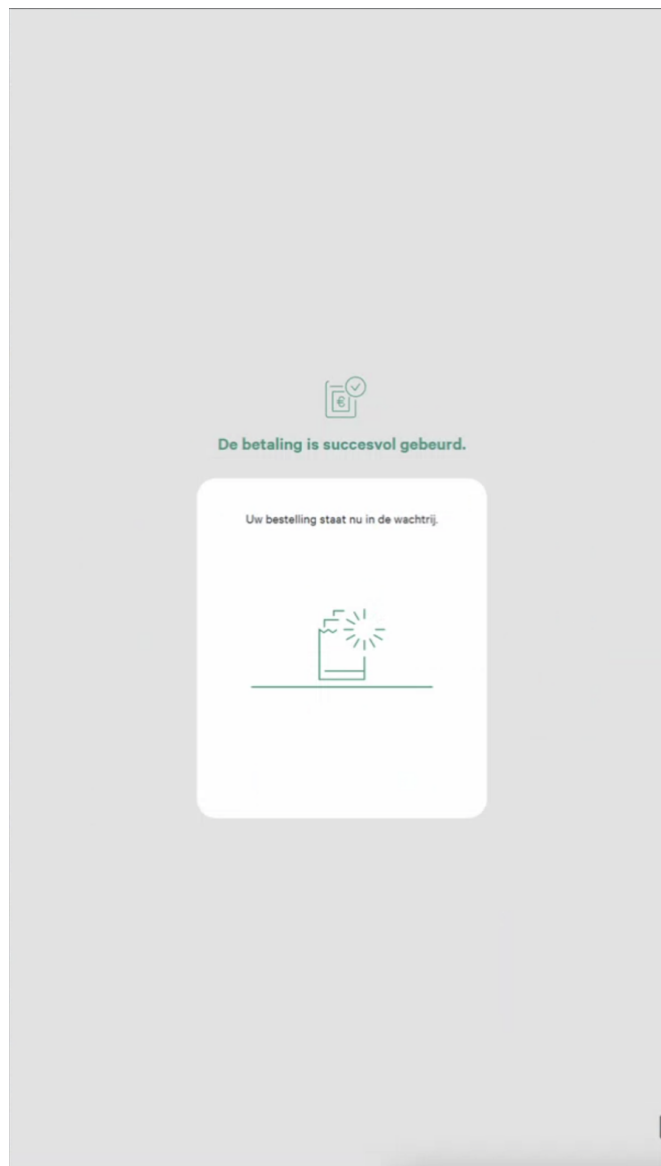 €
De betaling is succesvol gebeurd.
Uw bestelling staat nu in de wachtrij.